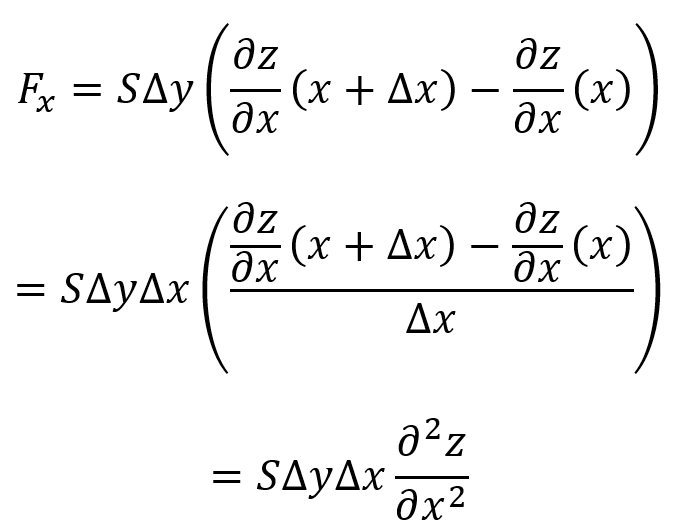 F_x = SΔy (∂z/∂x (x + Δx) − ∂z/∂x (x))
= SΔyΔx ((∂z/∂x (x + Δx) − ∂z/∂x (x))/Δx)
= SΔyΔx ∂²z/∂x²